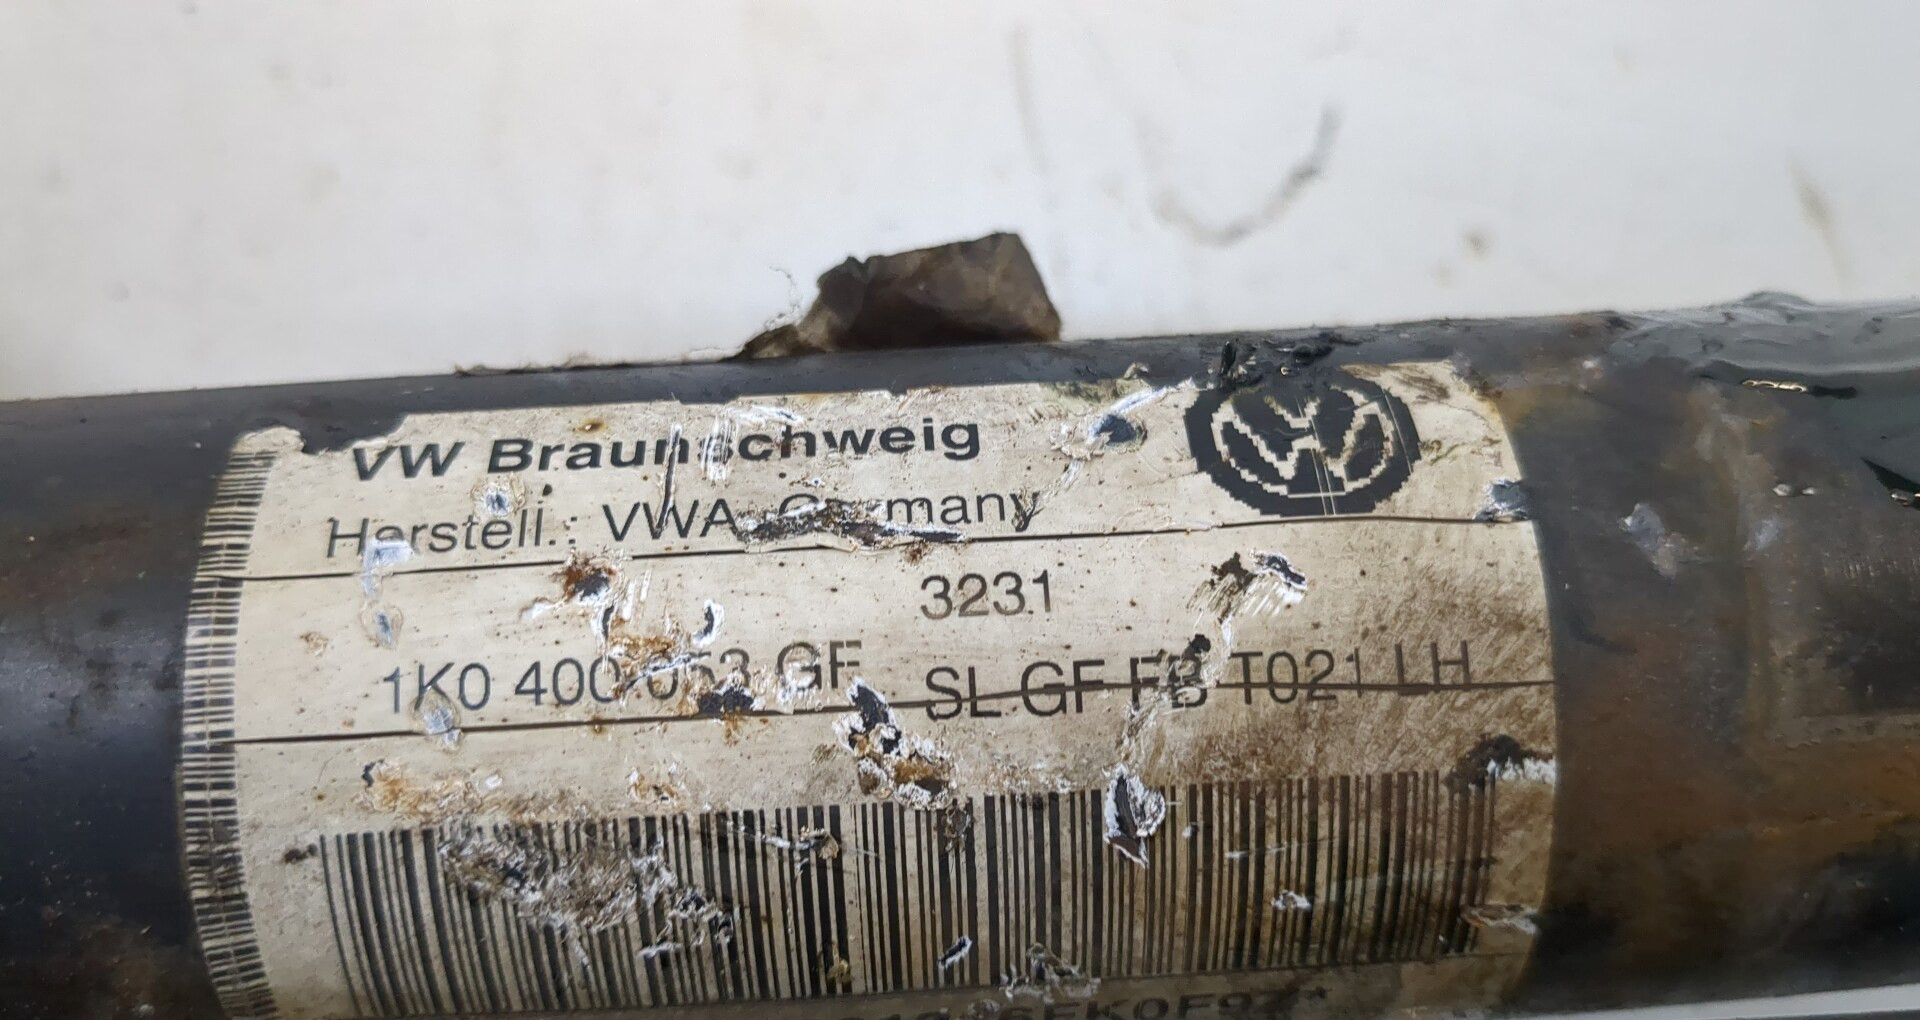 VW Braunschweig
Herstell.: VWA Germany
3231
1K0 400 053 GF SL GF FB T021 LH